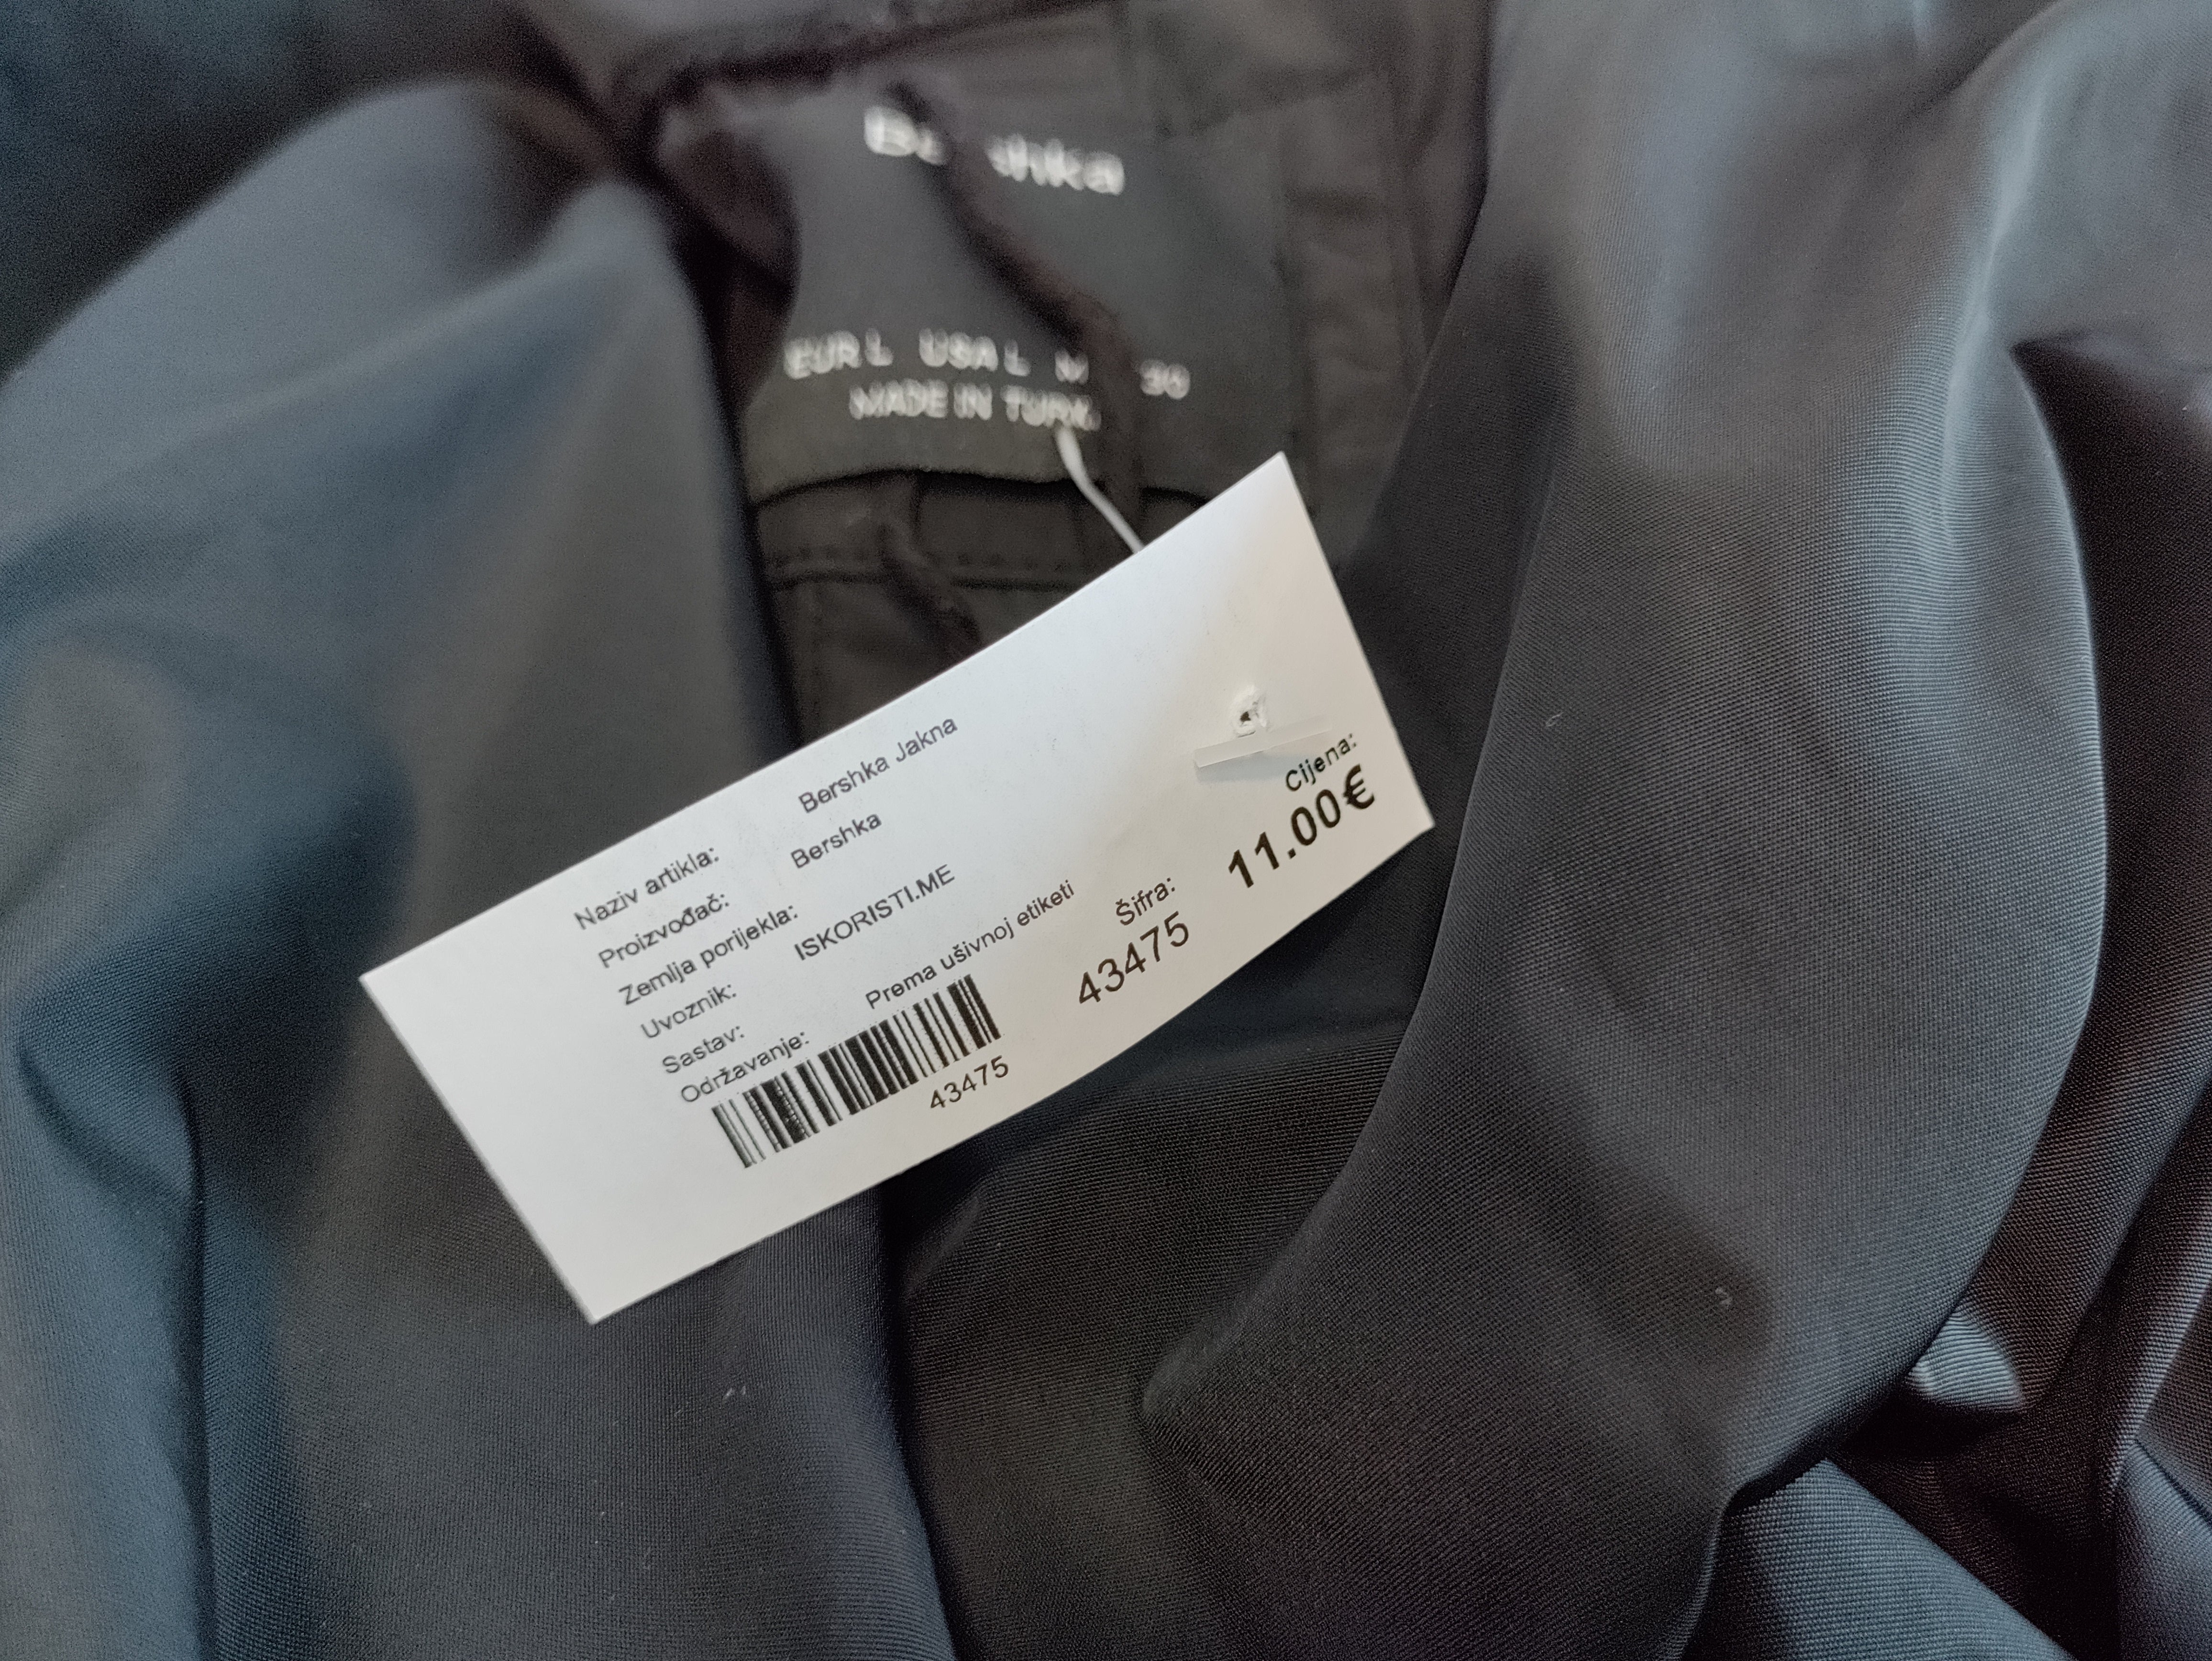 EUR L USA L M 30
MADE IN
Naziv artikla: Bershka Jakna
Proizvođač: Bershka
Zemlja porijekla:
Uvoznik: ISKORISTI.ME
Sastav:
Održavanje: Prema ušivnoj etiketi
43475
Šifra:
43475
Cijena:
11.00€